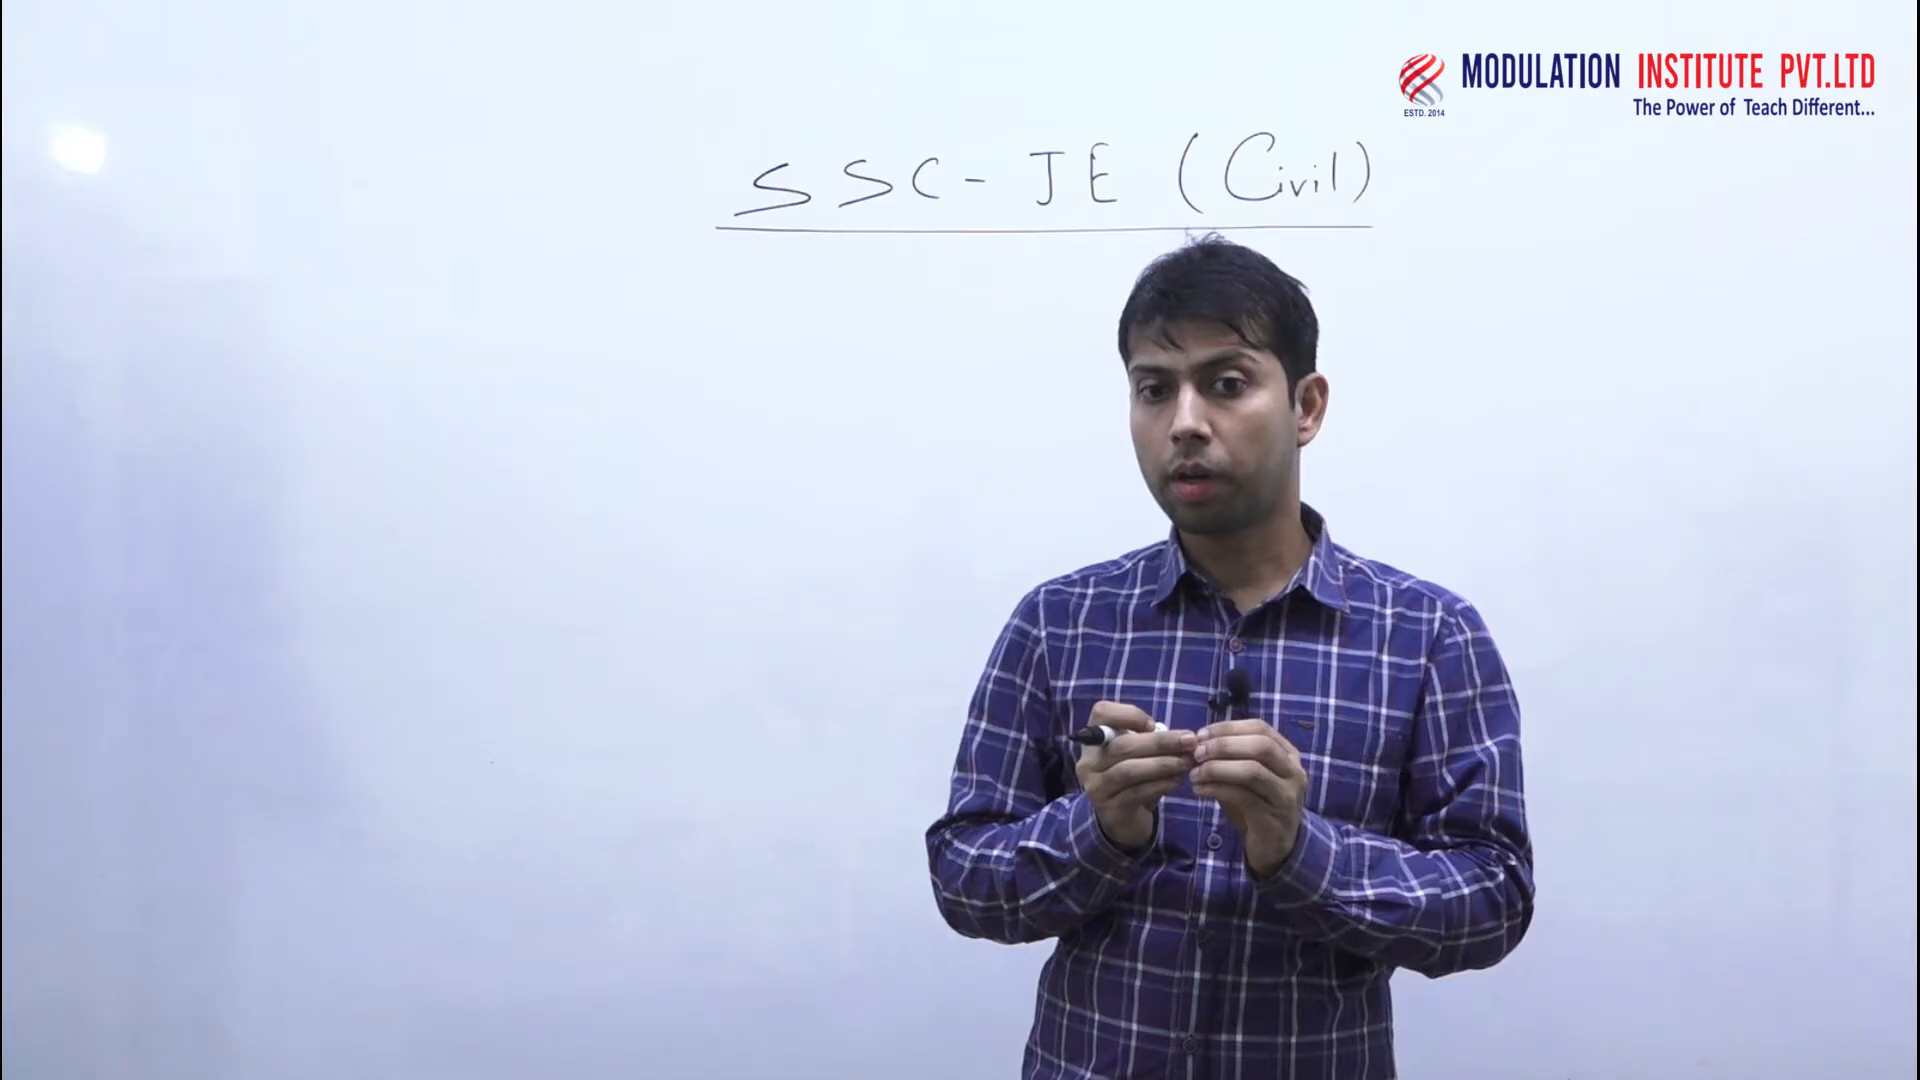 MODULATION INSTITUTE PVT.LTD
The Power of Teach Different...
ESTD. 2014
SSC-JE (Civil)